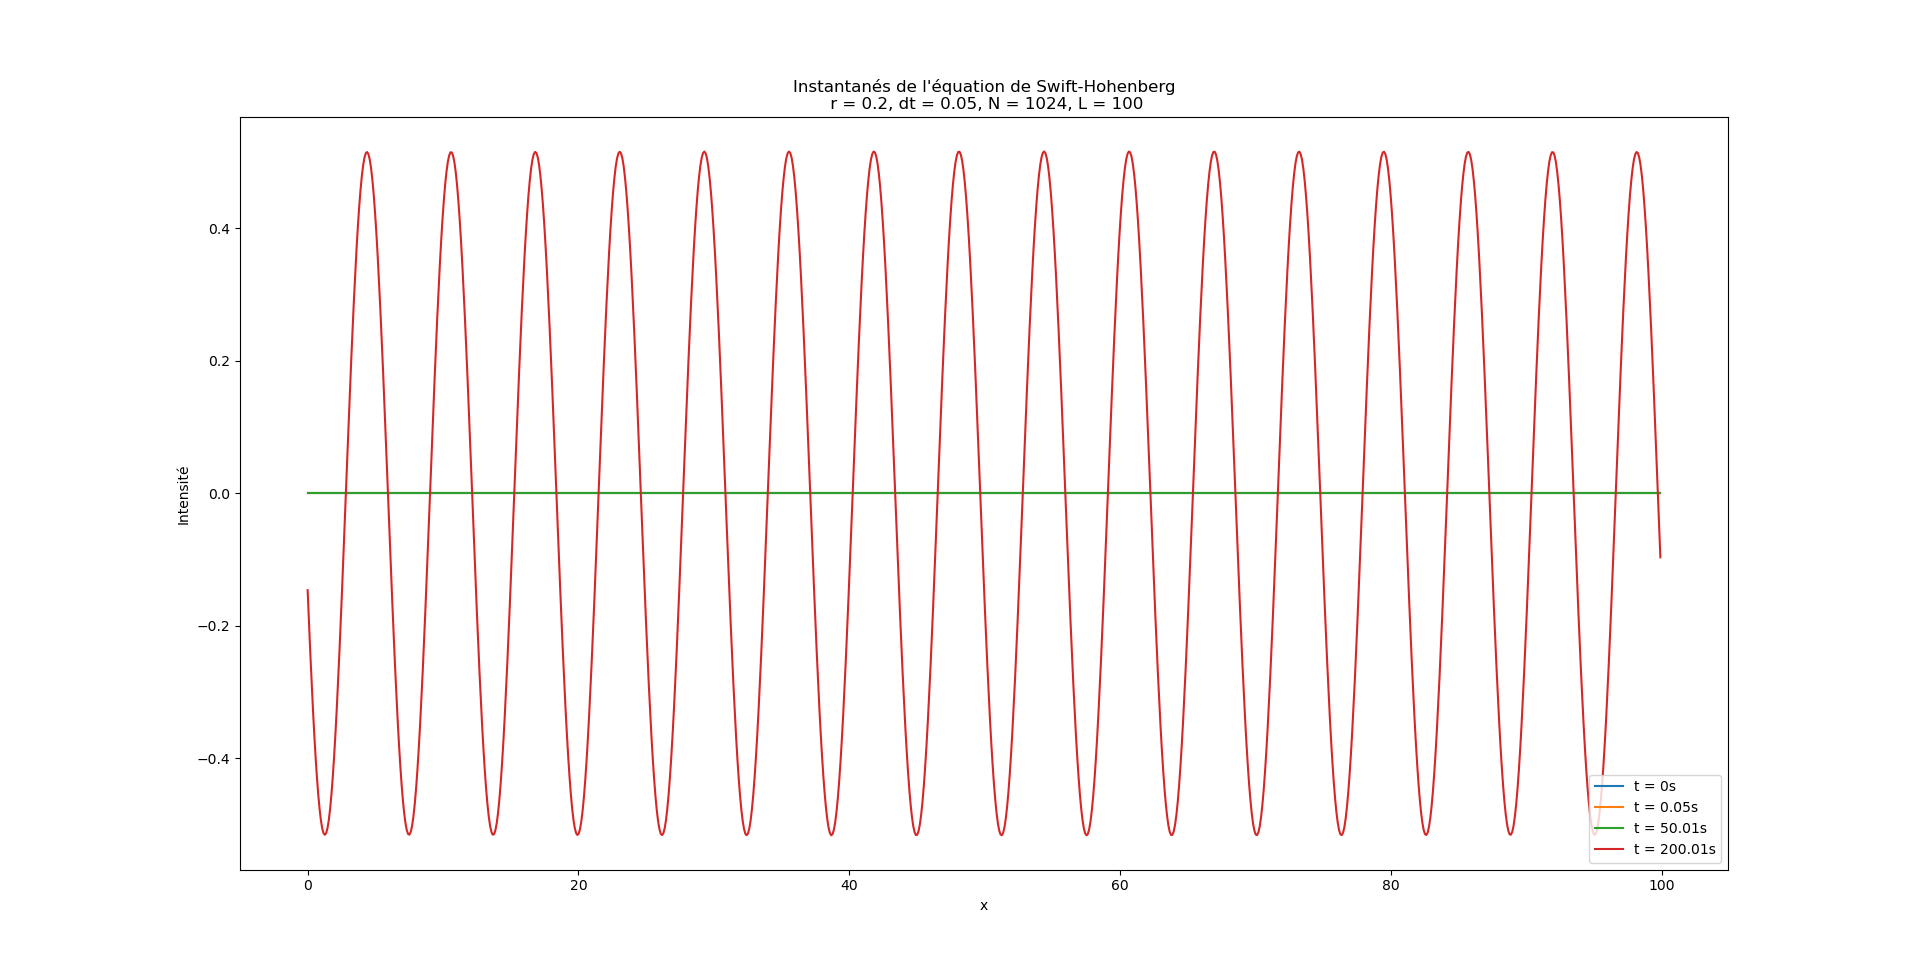 Instantanés de l'équation de Swift-Hohenberg
r = 0.2, dt = 0.05, N = 1024, L = 100
Intensité
0.4
0.2
0.0
−0.2
−0.4
0
20
40
60
80
100
x
t = 0s
t = 0.05s
t = 50.01s
t = 200.01s